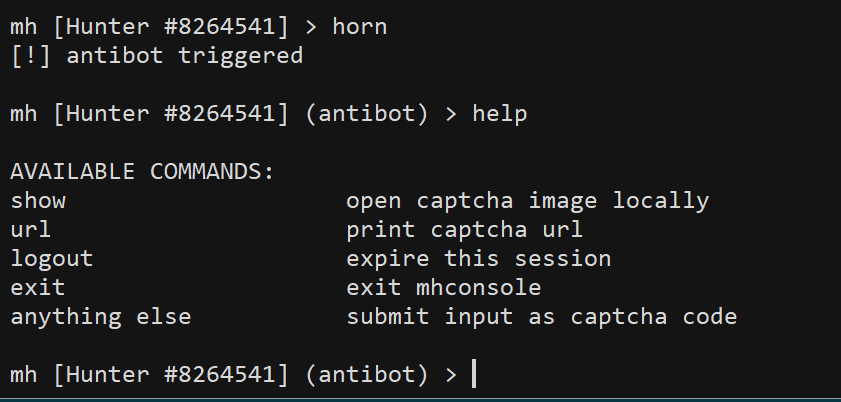 mh [Hunter #8264541] > horn
[!] antibot triggered
mh [Hunter #8264541] (antibot) > help
AVAILABLE COMMANDS:
show                    open captcha image locally
url                     print captcha url
logout                  expire this session
exit                    exit mhconsole
anything else           submit input as captcha code
mh [Hunter #8264541] (antibot) >